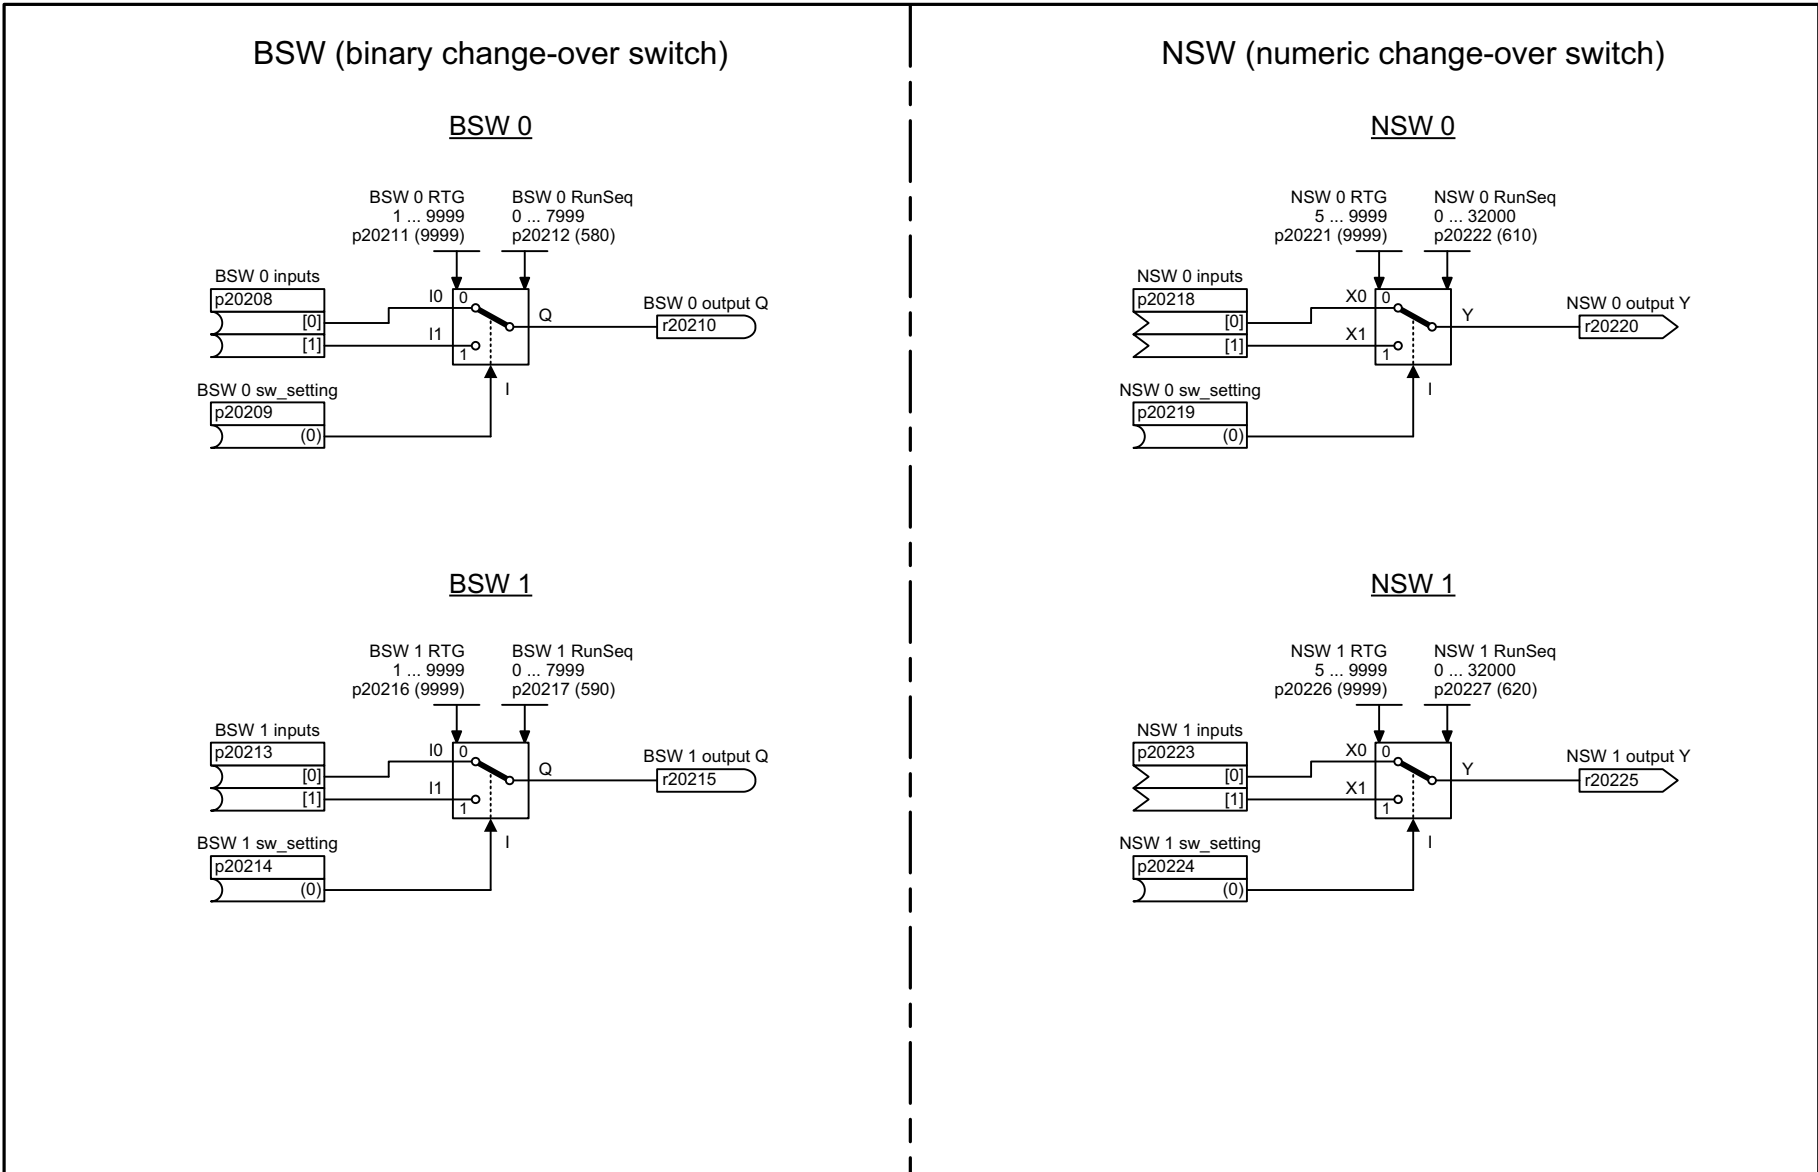 BSW (binary change-over switch)
BSW 0
BSW 0 RTG
1 ... 9999
p20211 (9999)
BSW 0 RunSeq
0 ... 7999
p20212 (580)
BSW 0 inputs
p20208
[0]
[1]
I0
I1
0
1
Q
I
BSW 0 output Q
r20210
BSW 0 sw_setting
p20209
(0)
BSW 1
BSW 1 RTG
1 ... 9999
p20216 (9999)
BSW 1 RunSeq
0 ... 7999
p20217 (590)
BSW 1 inputs
p20213
[0]
[1]
I0
I1
0
1
Q
I
BSW 1 output Q
r20215
BSW 1 sw_setting
p20214
(0)
NSW (numeric change-over switch)
NSW 0
NSW 0 RTG
5 ... 9999
p20221 (9999)
NSW 0 RunSeq
0 ... 32000
p20222 (610)
NSW 0 inputs
p20218
[0]
[1]
X0
X1
0
1
Y
I
NSW 0 output Y
r20220
NSW 0 sw_setting
p20219
(0)
NSW 1
NSW 1 RTG
5 ... 9999
p20226 (9999)
NSW 1 RunSeq
0 ... 32000
p20227 (620)
NSW 1 inputs
p20223
[0]
[1]
X0
X1
0
1
Y
I
NSW 1 output Y
r20225
NSW 1 sw_setting
p20224
(0)